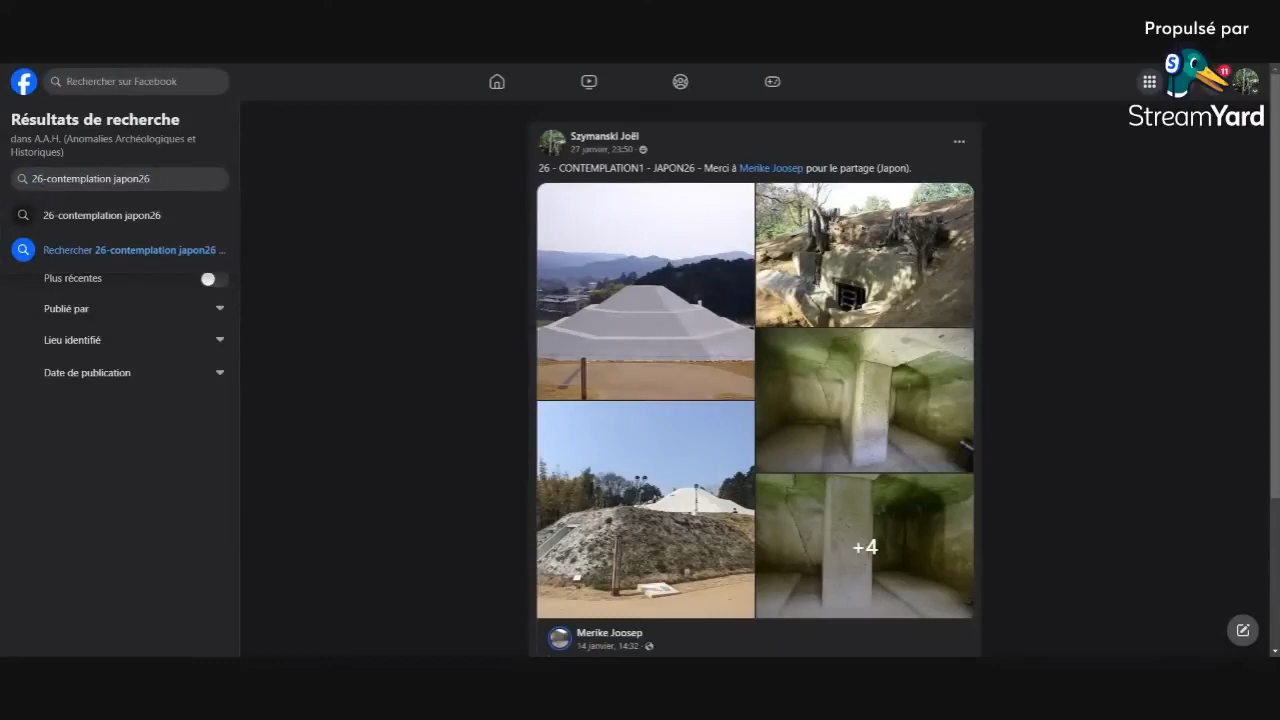 Propulsé par
StreamYard
11
Rechercher sur Facebook
Résultats de recherche
dans A.A.H. (Anomalies Archéologiques et
Historiques)
26-contemplation japon26
26-contemplation japon26
Rechercher 26-contemplation japon26 ...
Plus récentes
Publié par
Lieu identifié
Date de publication
Szymanski Joël
27 janvier, 23:50 ·
26 - CONTEMPLATION1 - JAPON26 - Merci à Merike Joosep pour le partage (Japon).
+4
Merike Joosep
14 janvier, 14:32 ·